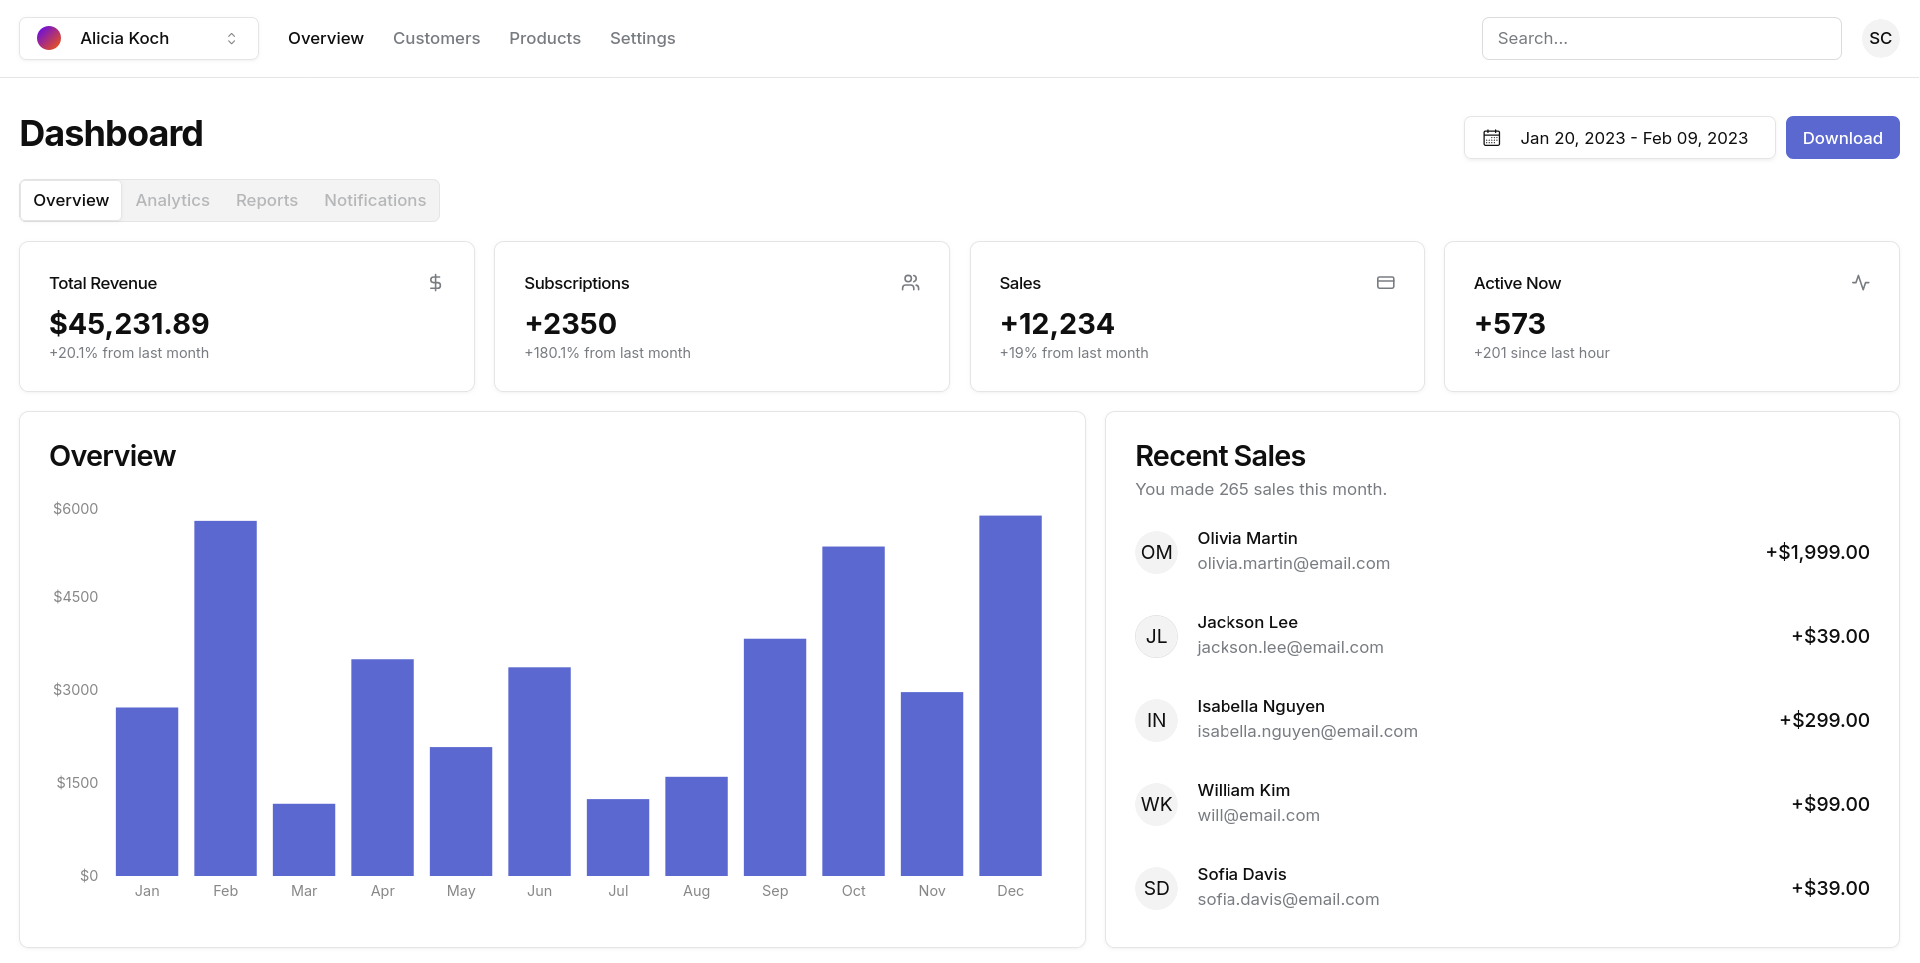 Alicia Koch
Overview Customers Products Settings
Search...
SC
Dashboard
Jan 20, 2023 - Feb 09, 2023
Download
Overview Analytics Reports Notifications
Total Revenue
$45,231.89
+20.1% from last month
Subscriptions
+2350
+180.1% from last month
Sales
+12,234
+19% from last month
Active Now
+573
+201 since last hour
Overview
$6000
$4500
$3000
$1500
$0
Jan Feb Mar Apr May Jun Jul Aug Sep Oct Nov Dec
Recent Sales
You made 265 sales this month.
OM
Olivia Martin
olivia.martin@email.com
+$1,999.00
JL
Jackson Lee
jackson.lee@email.com
+$39.00
IN
Isabella Nguyen
isabella.nguyen@email.com
+$299.00
WK
William Kim
will@email.com
+$99.00
SD
Sofia Davis
sofia.davis@email.com
+$39.00